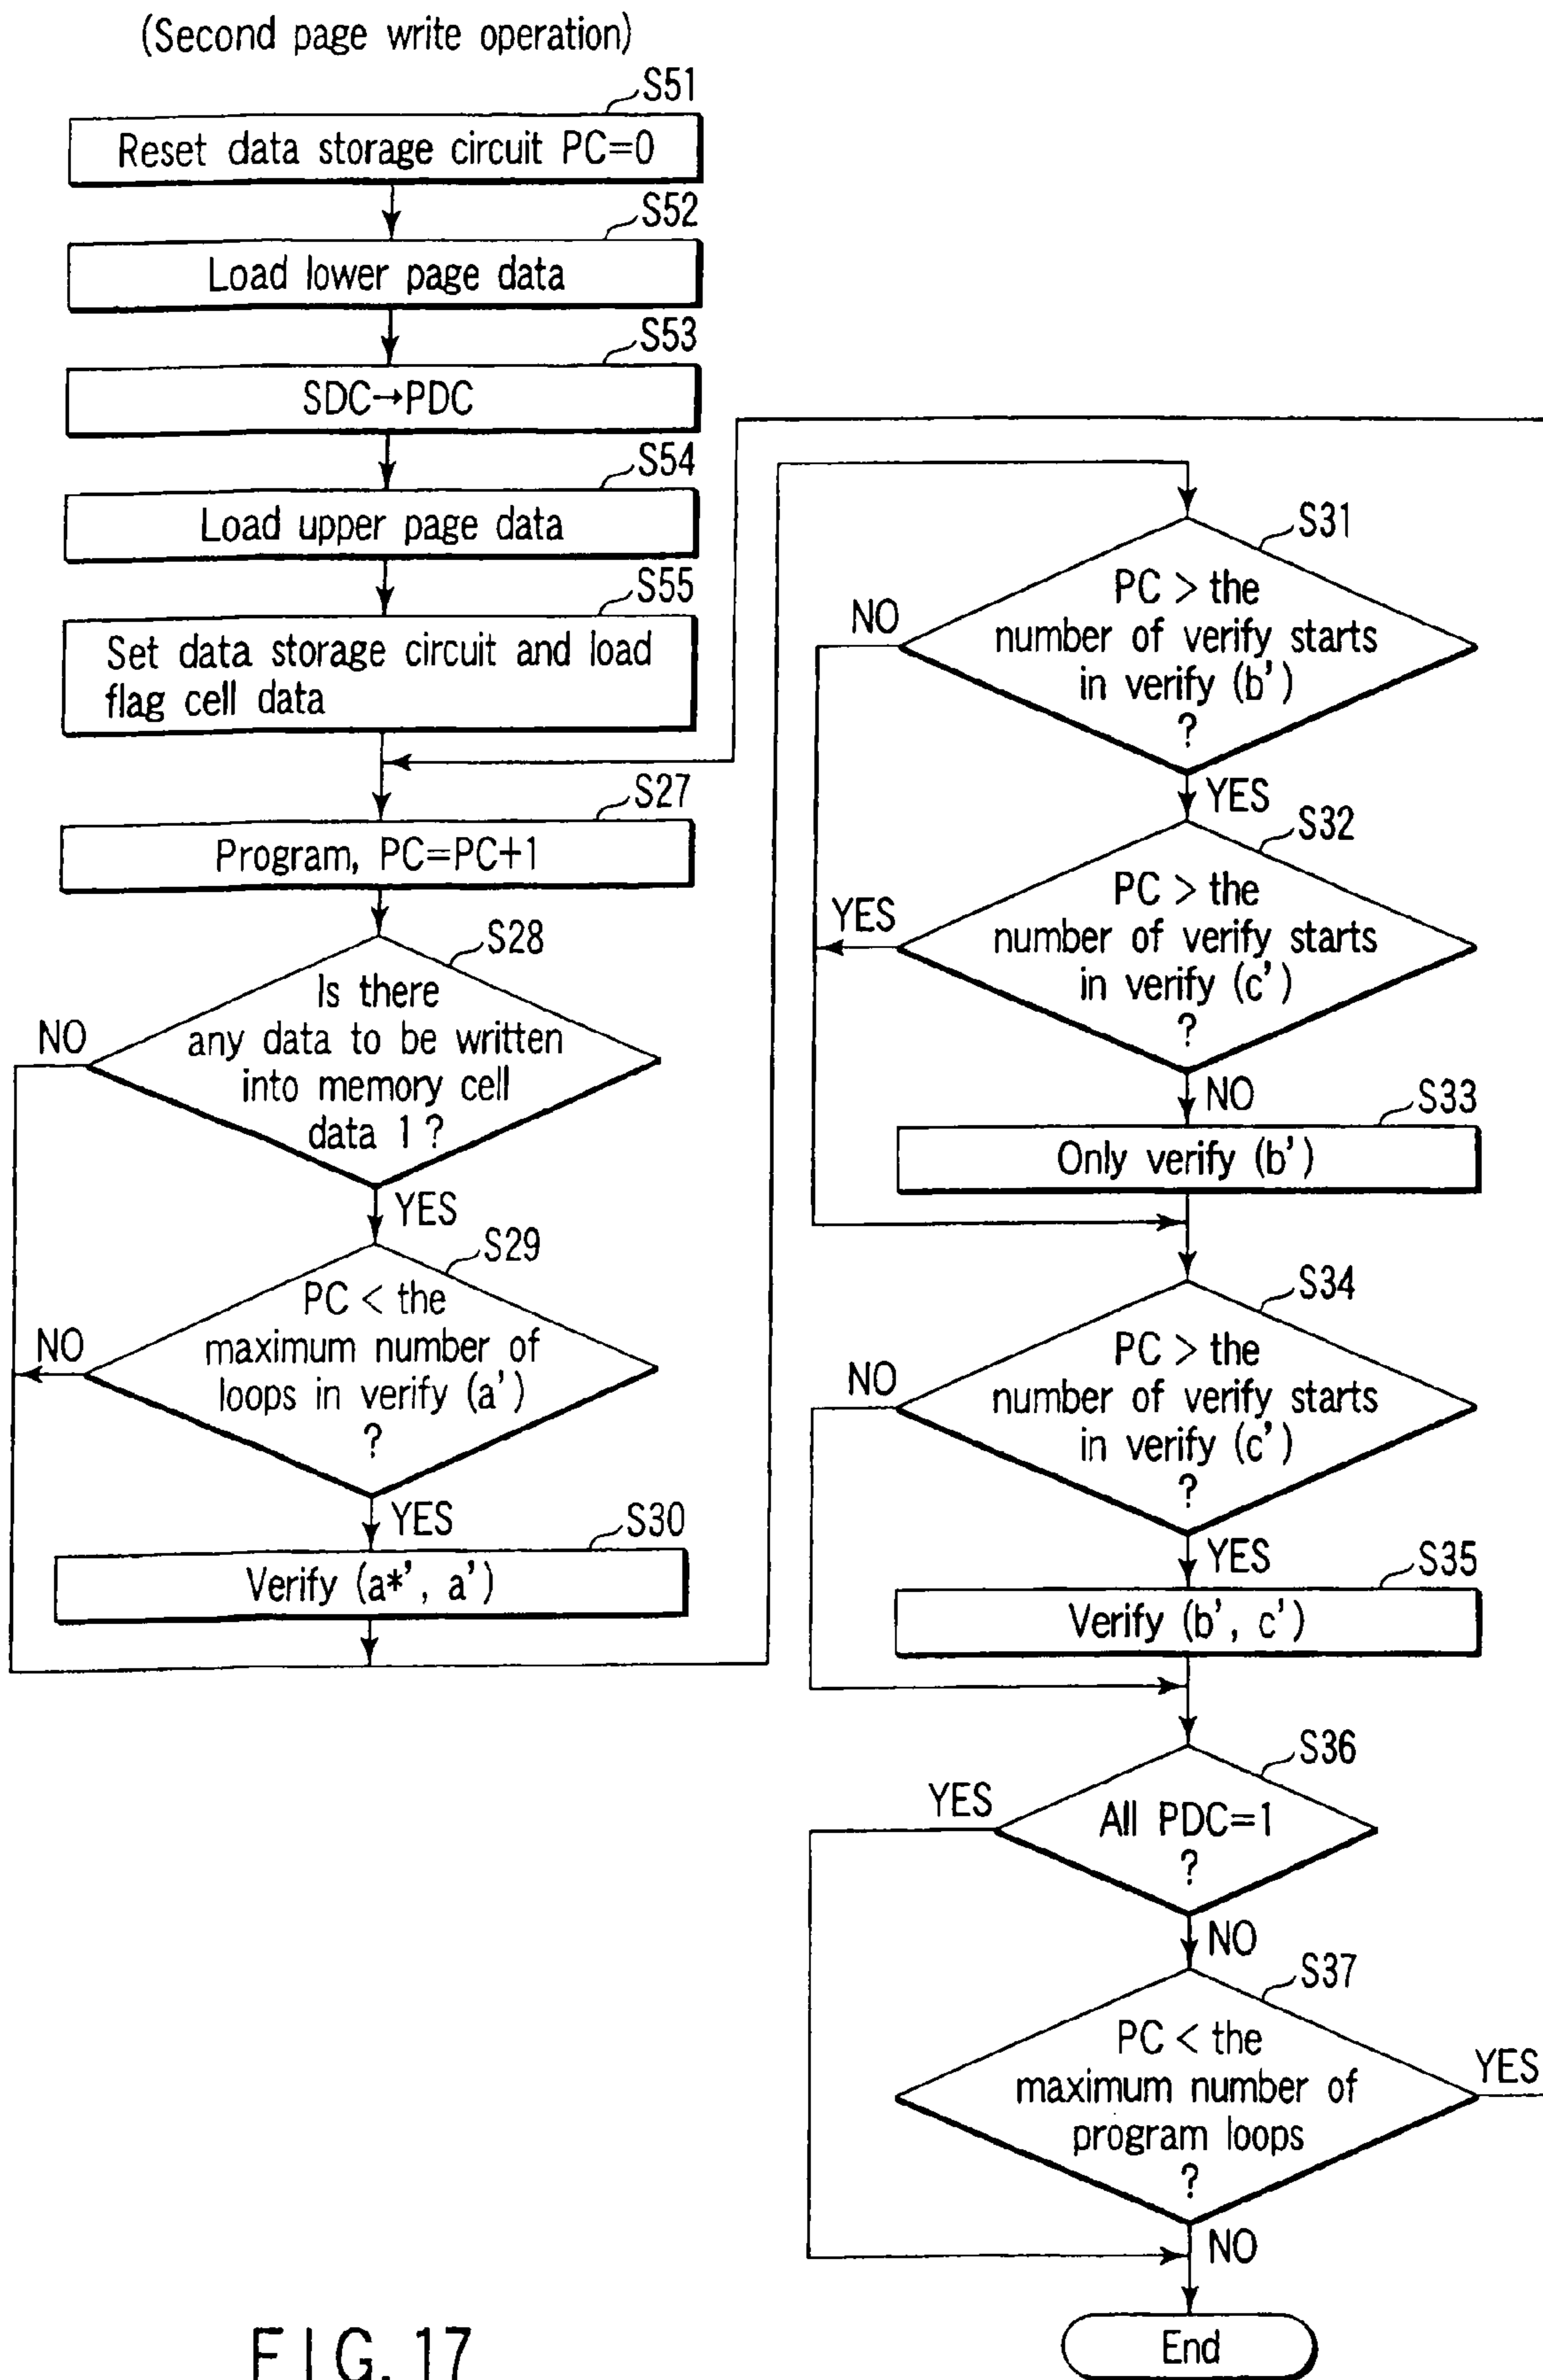 (Second page write operation)
S51
Reset data storage circuit PC=0
S52
Load lower page data
S53
SDC→PDC
S54
Load upper page data
S55
Set data storage circuit and load
flag cell data
S27
Program, PC=PC+1
S28
Is there
any data to be written
into memory cell
data 1 ?
NO
YES
S29
PC < the
maximum number of
loops in verify (a')
?
NO
YES
S30
Verify (a*', a')
S31
PC > the
number of verify starts
in verify (b')
?
NO
YES
S32
PC > the
number of verify starts
in verify (c')
?
YES
NO
S33
Only verify (b')
S34
PC > the
number of verify starts
in verify (c')
?
NO
YES
S35
Verify (b', c')
S36
All PDC=1
?
YES
NO
S37
PC < the
maximum number of
program loops
?
YES
NO
End
FIG. 17